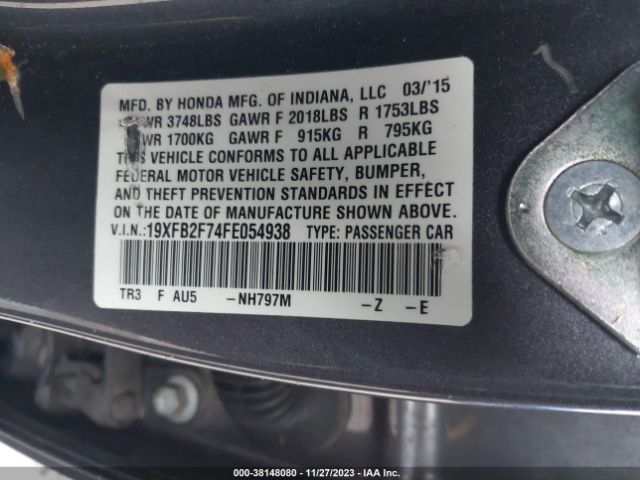 MFD. BY HONDA MFG. OF INDIANA, LLC 03/'15
WR 3748LBS GAWR F 2018LBS R 1753LBS
WR 1700KG GAWR F 915KG R 795KG
THIS VEHICLE CONFORMS TO ALL APPLICABLE
FEDERAL MOTOR VEHICLE SAFETY, BUMPER,
AND THEFT PREVENTION STANDARDS IN EFFECT
ON THE DATE OF MANUFACTURE SHOWN ABOVE.
V.I.N.:19XFB2F74FE054938 TYPE: PASSENGER CAR
TR3 F AU5 -NH797M -Z -E
000-38148080 - 11/27/2023 - IAA Inc.